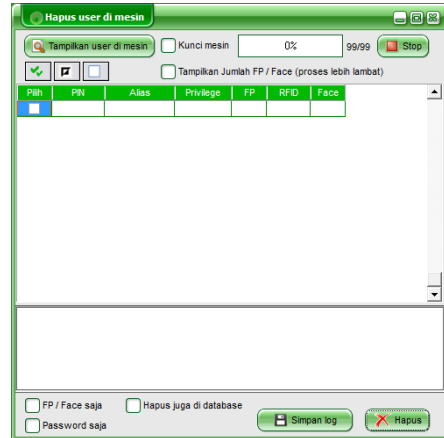 Hapus user di mesin
Tampilkan user di mesin Kunci mesin 0% 99/99 Stop
Tampilkan Jumlah FP / Face (proses lebih lambat)
Pilih PIN Alias Privilege FP RFID Face
FP / Face saja Hapus juga di database
Password saja
Simpan log Hapus